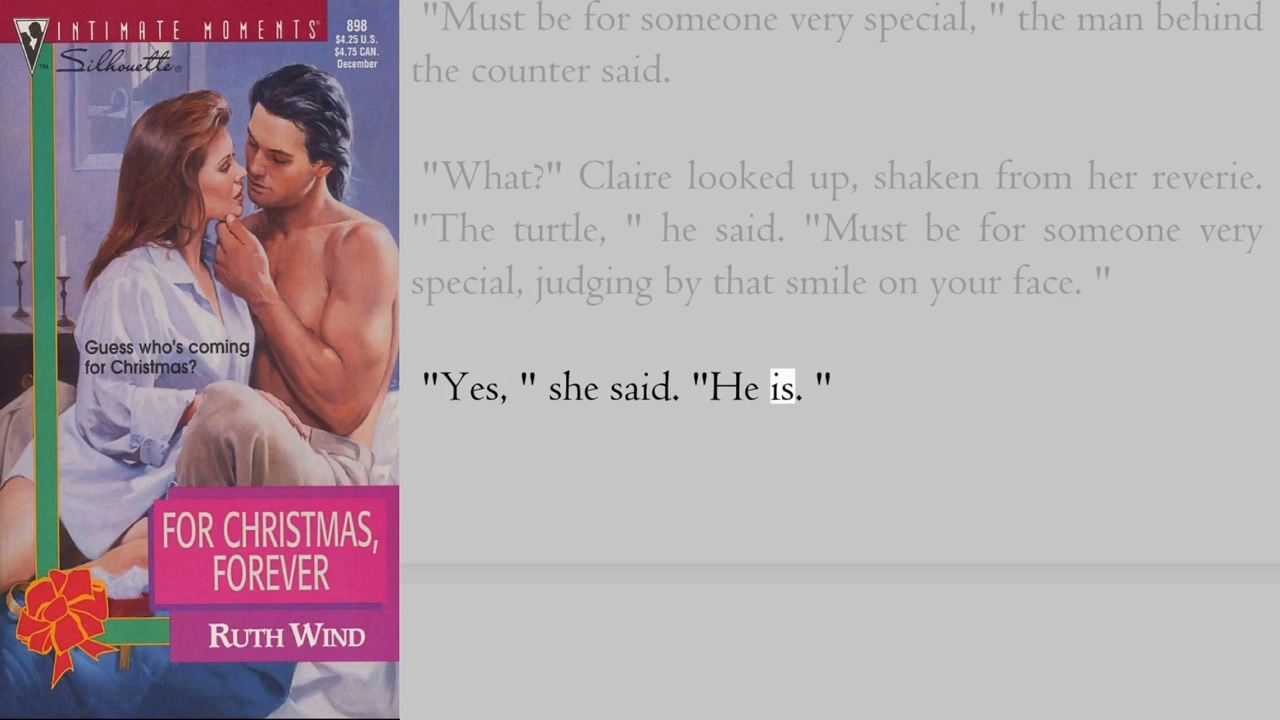 INTIMATE MOMENTS®
Silhouette®
TM
898
$4.25 U.S.
$4.75 CAN.
December
Guess who's coming
for Christmas?
FOR CHRISTMAS,
FOREVER
RUTH WIND
"Must be for someone very special, " the man behind
the counter said.
"What?" Claire looked up, shaken from her reverie.
"The turtle, " he said. "Must be for someone very
special, judging by that smile on your face. "
"Yes, " she said. "He is. "